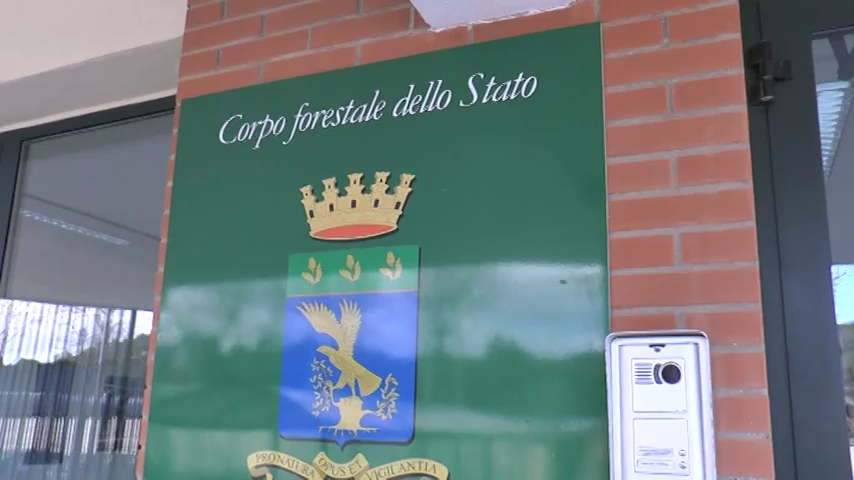 Corpo forestale dello Stato
PRO NATURA OPUS ET VIGILANTIA